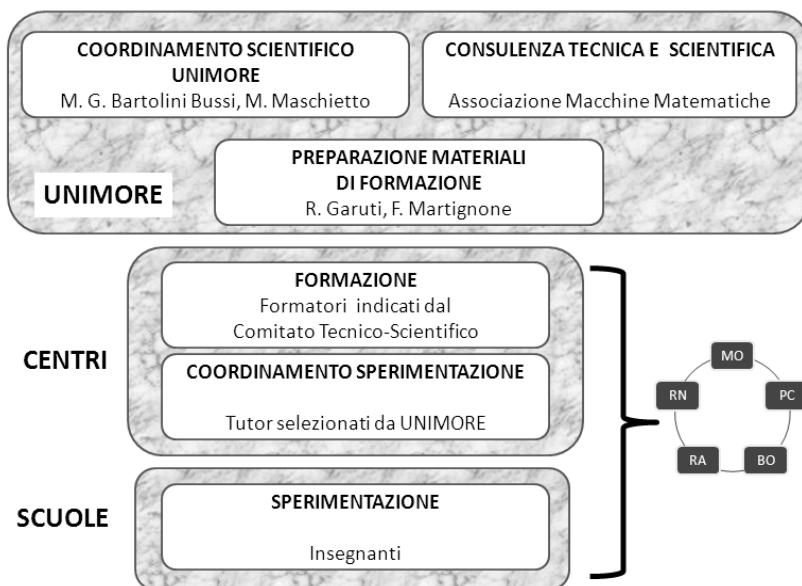 COORDINAMENTO SCIENTIFICO
UNIMORE
M. G. Bartolini Bussi, M. Maschietto
CONSULENZA TECNICA E SCIENTIFICA
Associazione Macchine Matematiche
PREPARAZIONE MATERIALI
DI FORMAZIONE
R. Garuti, F. Martignone
UNIMORE
FORMAZIONE
Formatori indicati dal
Comitato Tecnico-Scientifico
CENTRI
COORDINAMENTO SPERIMENTAZIONE
Tutor selezionati da UNIMORE
SCUOLE
SPERIMENTAZIONE
Insegnanti
MO
RN
PC
RA
BO